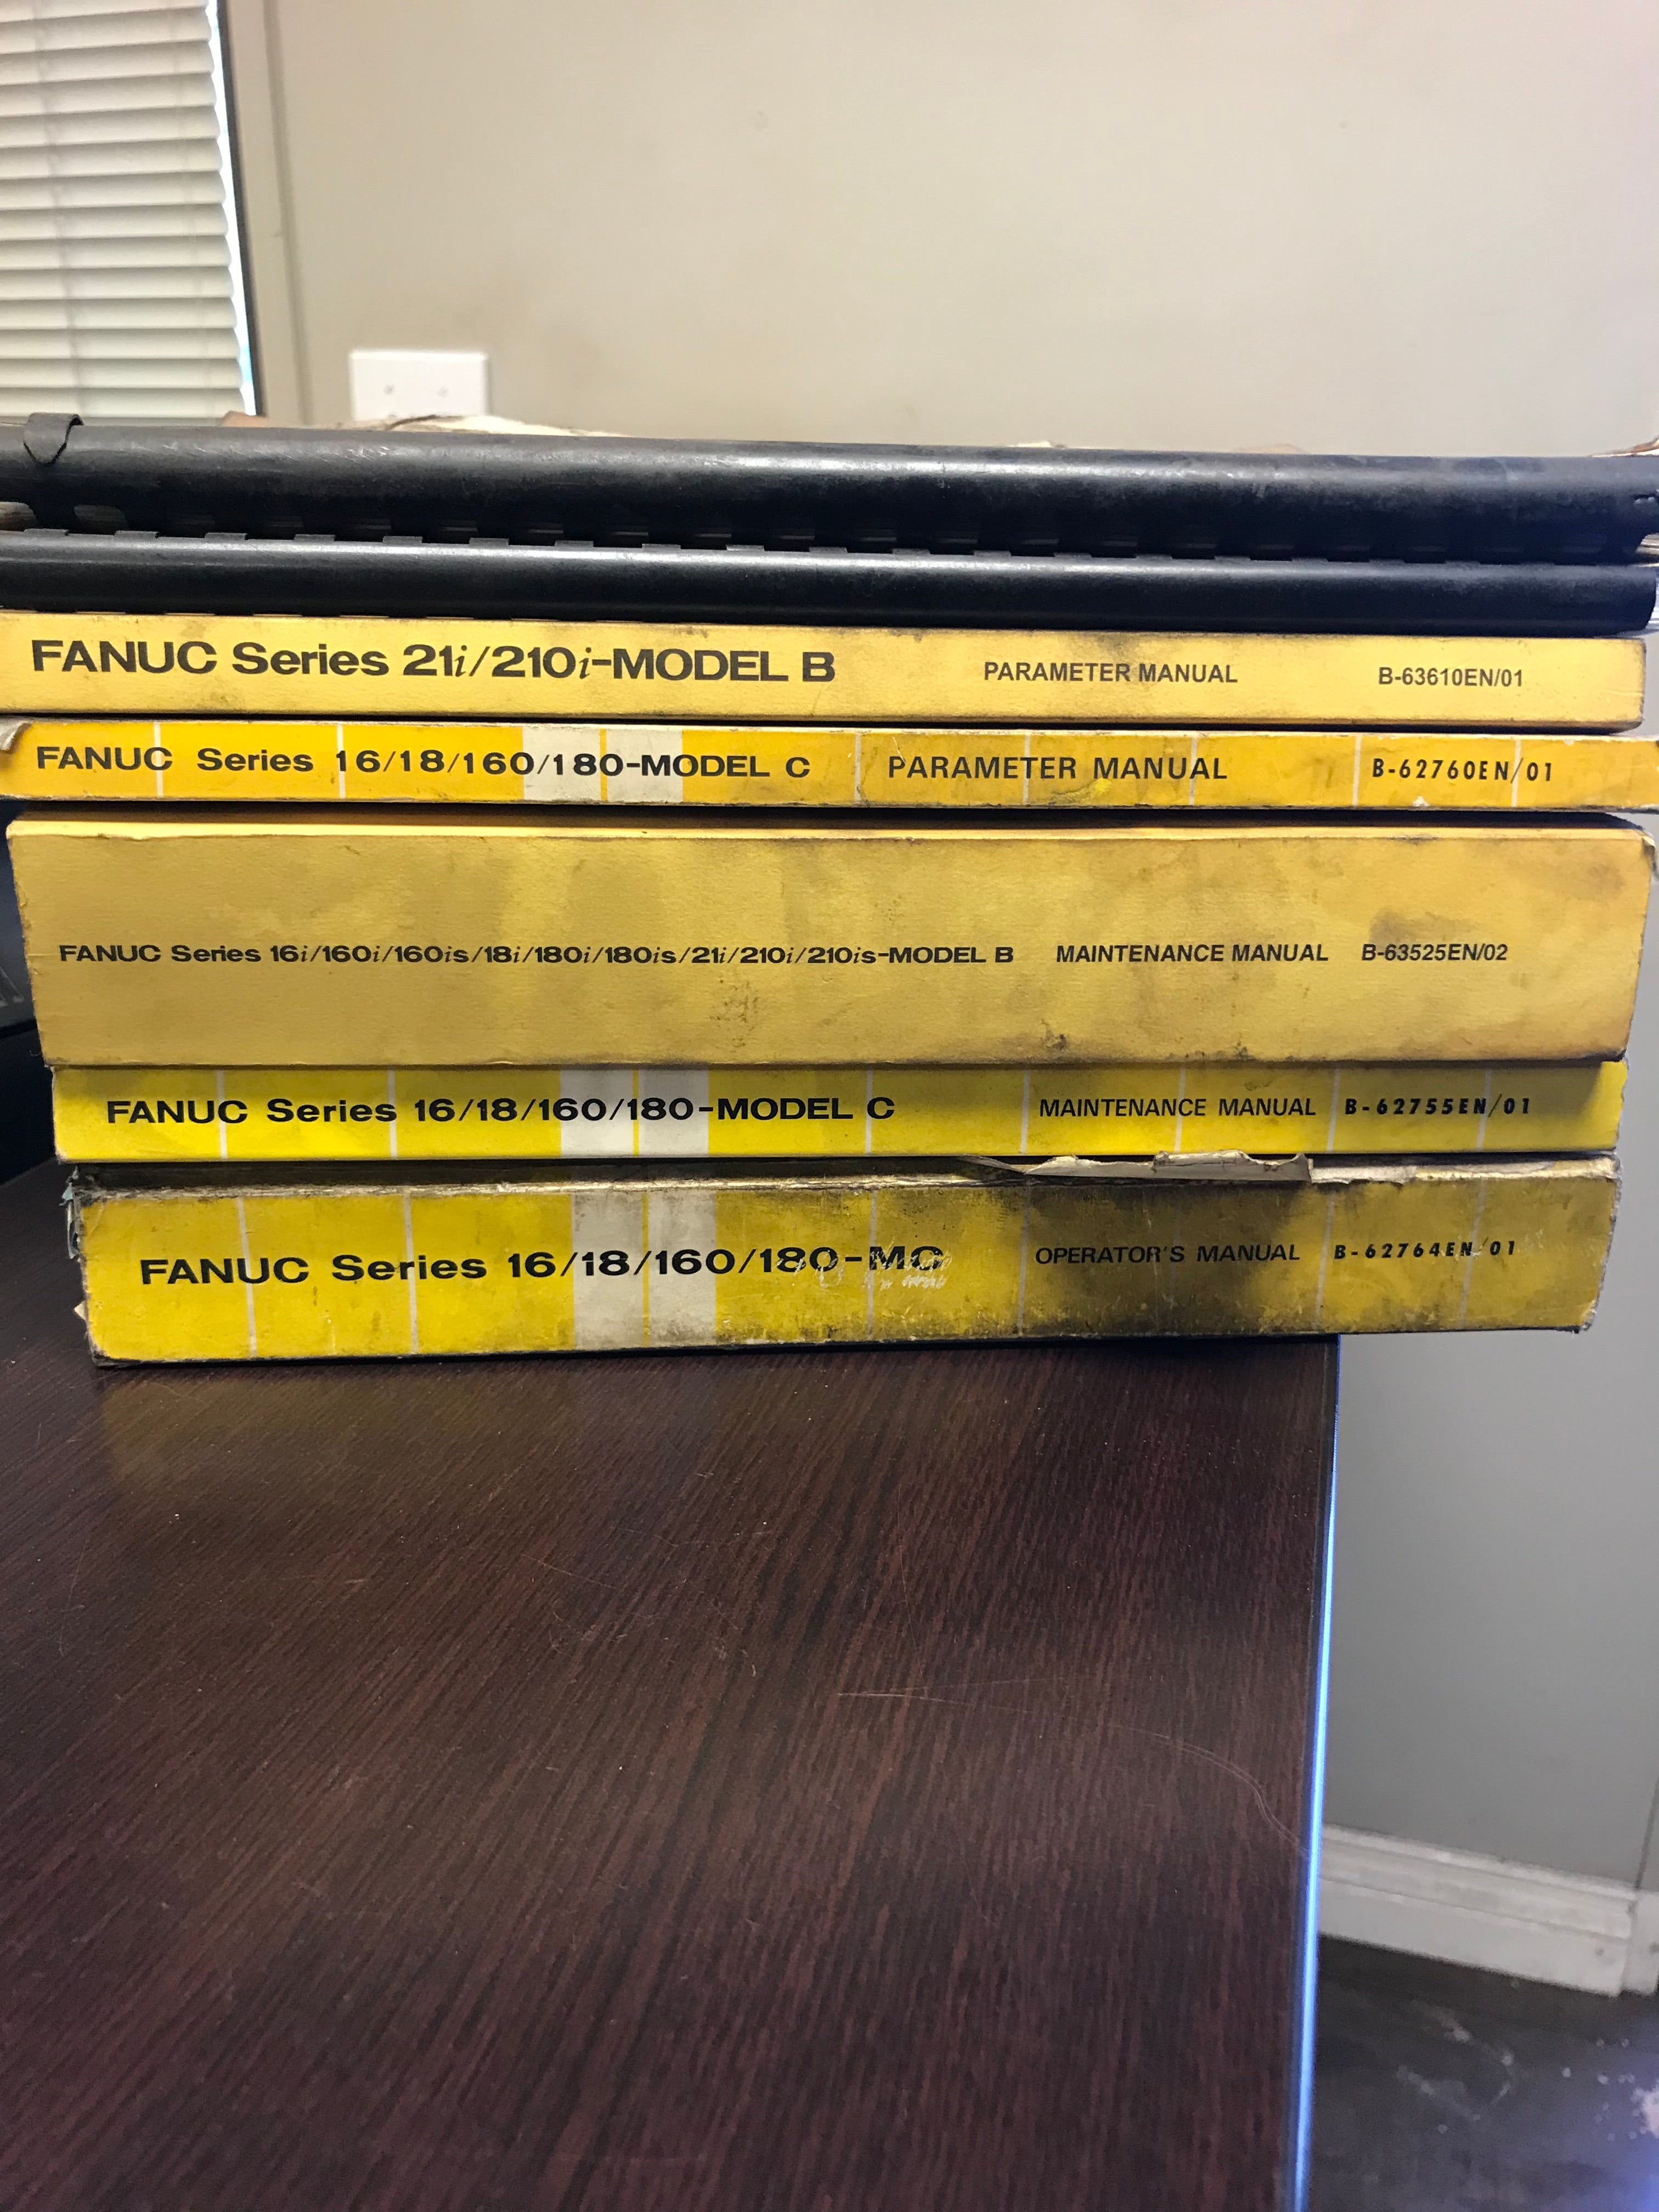 FANUC Series 21i/210i-MODEL B PARAMETER MANUAL B-63610EN/01
FANUC Series 16/18/160/180-MODEL C PARAMETER MANUAL B-62760EN/01
FANUC Series 16i/160i/160is/18i/180i/180is/21i/210i/210is-MODEL B MAINTENANCE MANUAL B-63525EN/02
FANUC Series 16/18/160/180-MODEL C MAINTENANCE MANUAL B-62755EN/01
FANUC Series 16/18/160/180-MC OPERATOR'S MANUAL B-62764EN/01